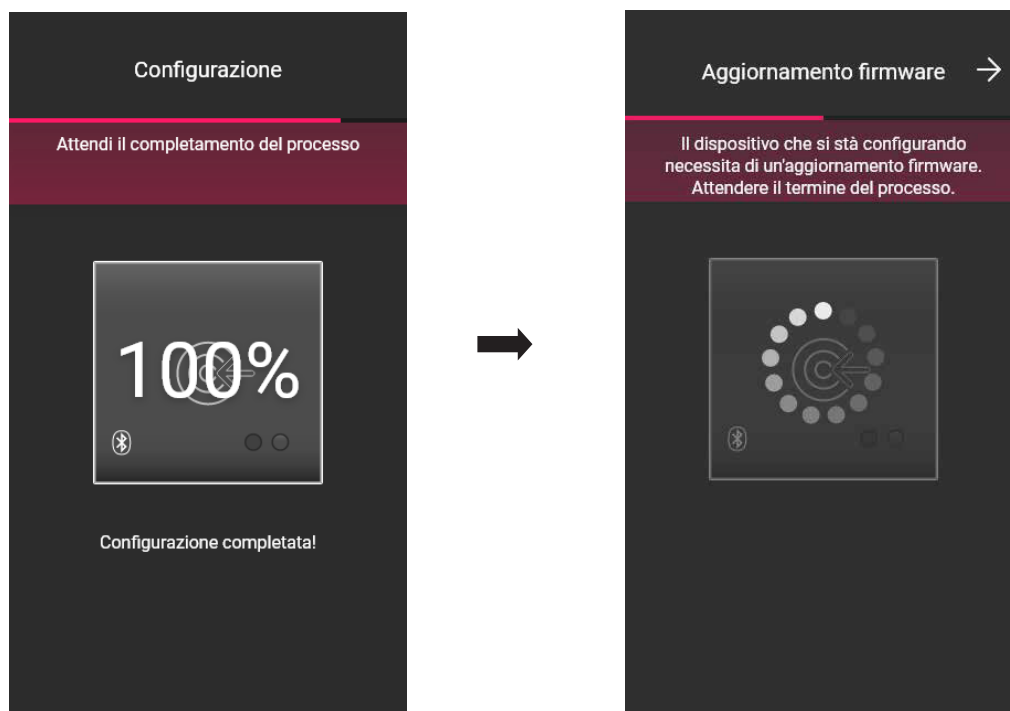 Configurazione
Attendi il completamento del processo
100%
Configurazione completata!
Aggiornamento firmware
Il dispositivo che si stà configurando
necessita di un'aggiornamento firmware.
Attendere il termine del processo.